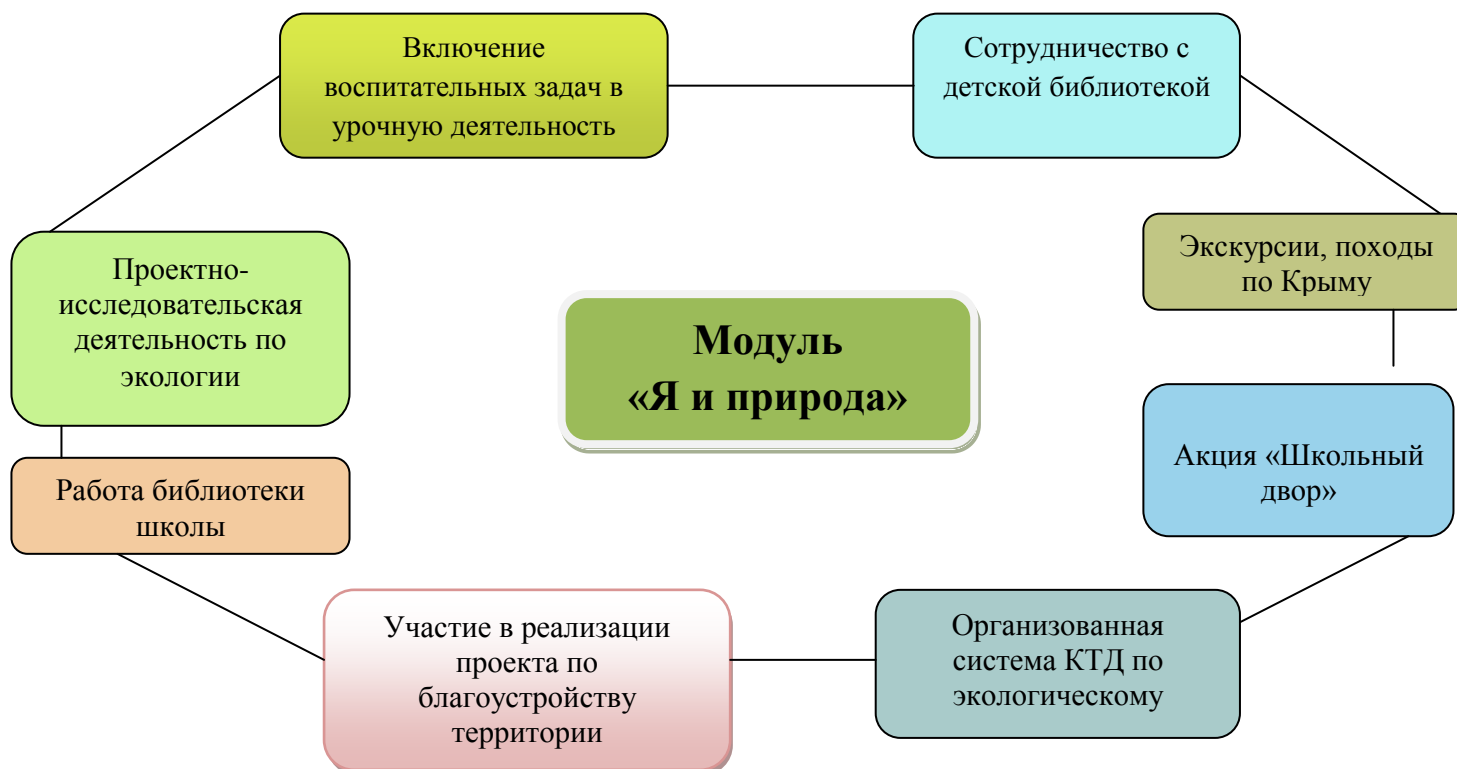 Включение
воспитательных задач в
урочную деятельность
Сотрудничество с
детской библиотекой
Экскурсии, походы
по Крыму
Проектно-
исследовательская
деятельность по
экологии
Модуль
«Я и природа»
Акция «Школьный
двор»
Работа библиотеки
школы
Участие в реализации
проекта по
благоустройству
территории
Организованная
система КТД по
экологическому